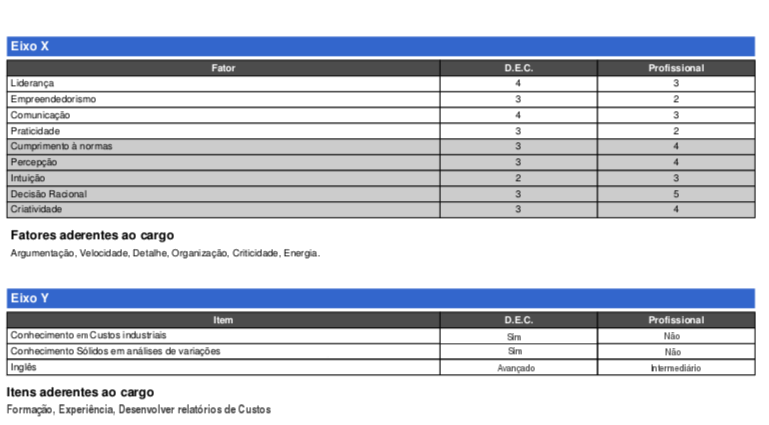 Eixo X
Fator D.E.C. Profissional
Liderança 4 3
Empreendedorismo 3 2
Comunicação 4 3
Praticidade 3 2
Cumprimento à normas 3 4
Percepção 3 4
Intuição 2 3
Decisão Racional 3 5
Criatividade 3 4
Fatores aderentes ao cargo
Argumentação, Velocidade, Detalhe, Organização, Criticidade, Energia.
Eixo Y
Item D.E.C. Profissional
Conhecimento em Custos industriais Sim Não
Conhecimento Sólidos em análises de variações Sim Não
Inglês Avançado Intermediário
Itens aderentes ao cargo
Formação, Experiência, Desenvolver relatórios de Custos